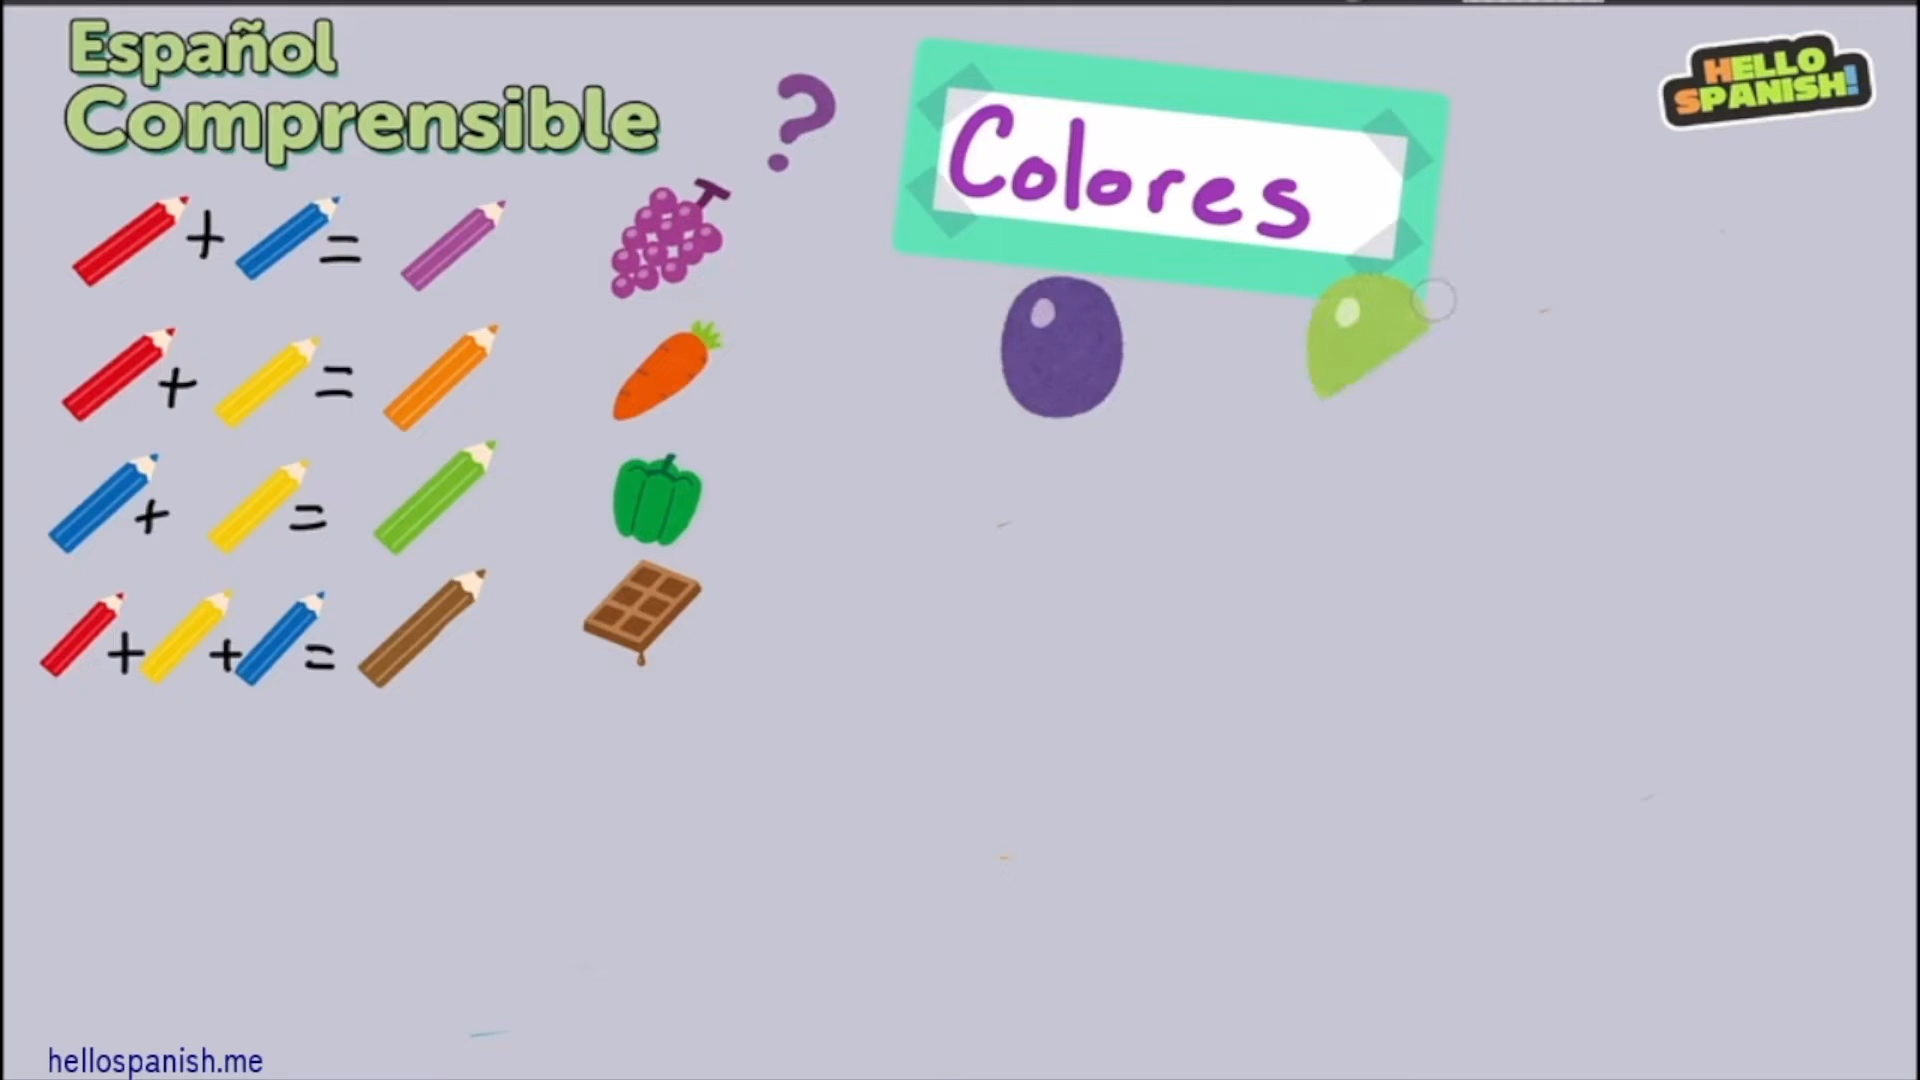 Español
Comprensible
?
Colores
HELLO
SPANISH!
+ =
+ =
+ =
+ + =
hellospanish.me